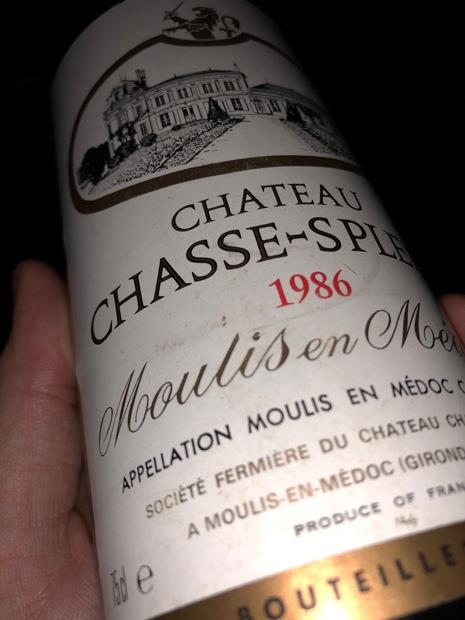 CHATEAU
CHASSE-SPLE
1986
Moulis en Mé
APPELLATION MOULIS EN MÉDOC C
SOCIÉTÉ FERMIÈRE DU CHATEAU CH
A MOULIS-EN-MÉDOC (GIROND
PRODUCE OF FRAN
75cl e
BOUTEILLE